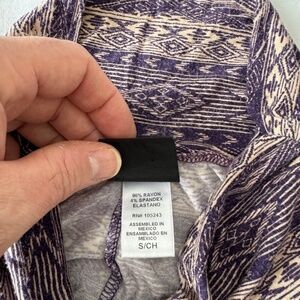 96% RAYON
4% SPANDEX
ELASTANO
RN# 105243
ASSEMBLED IN
MEXICO
ENSAMBLADO EN
MEXICO
S/CH